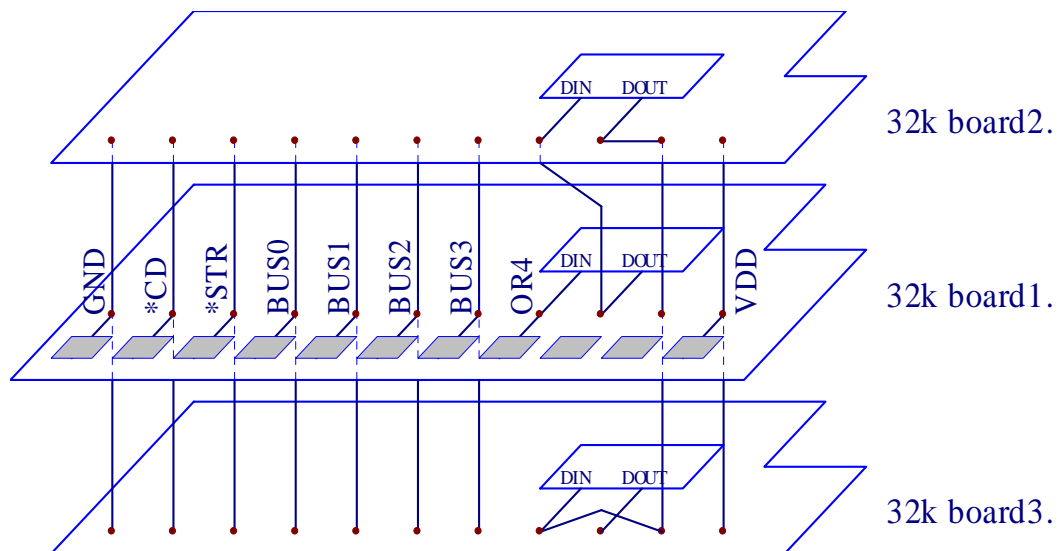 DIN DOUT
32k board2.
GND
*CD
*STR
BUS0
BUS1
BUS2
BUS3
OR4
DIN DOUT
VDD
32k board1.
DIN DOUT
32k board3.